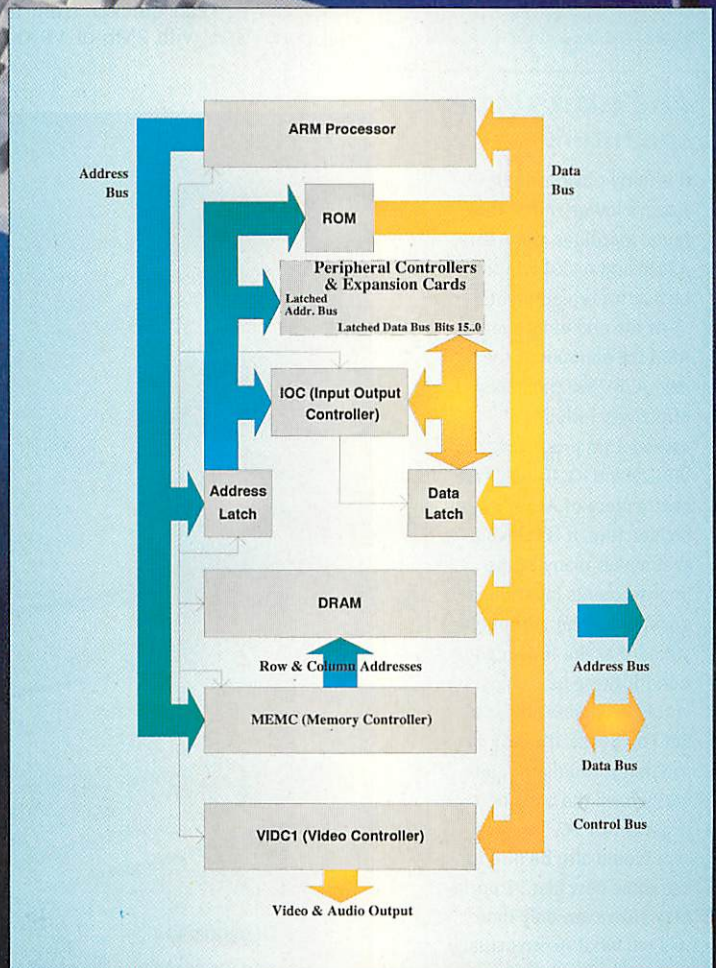 ARM Processor
Address
Bus
Data
Bus
ROM
Peripheral Controllers
& Expansion Cards
Latched
Addr. Bus
Latched Data Bus Bits 15..0
IOC (Input Output
Controller)
Address
Latch
Data
Latch
DRAM
Row & Column Addresses
Address Bus
MEMC (Memory Controller)
Data Bus
Control Bus
VIDC1 (Video Controller)
Video & Audio Output